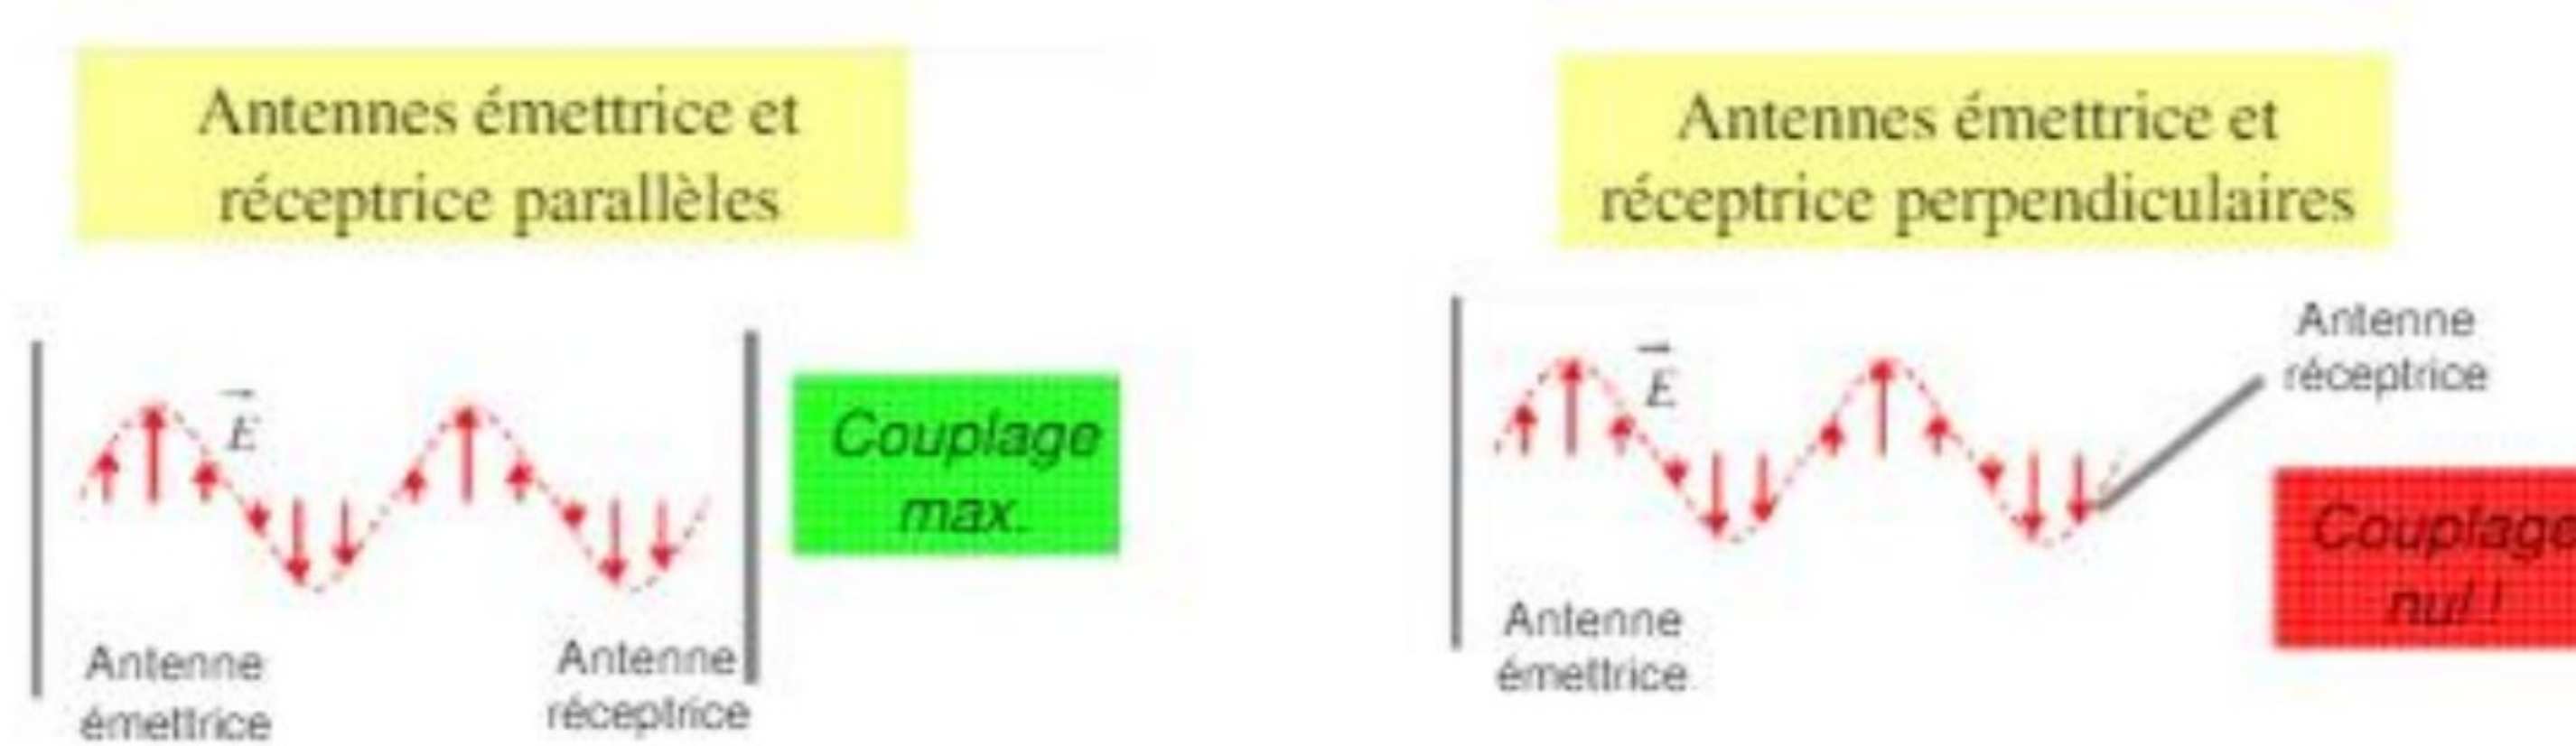 Antennes émettrice et
réceptrice parallèles
E
Couplage
max.
Antenne
émettrice
Antenne
réceptrice
Antennes émettrice et
réceptrice perpendiculaires
E
Antenne
réceptrice
Couplage
nul !
Antenne
émettrice